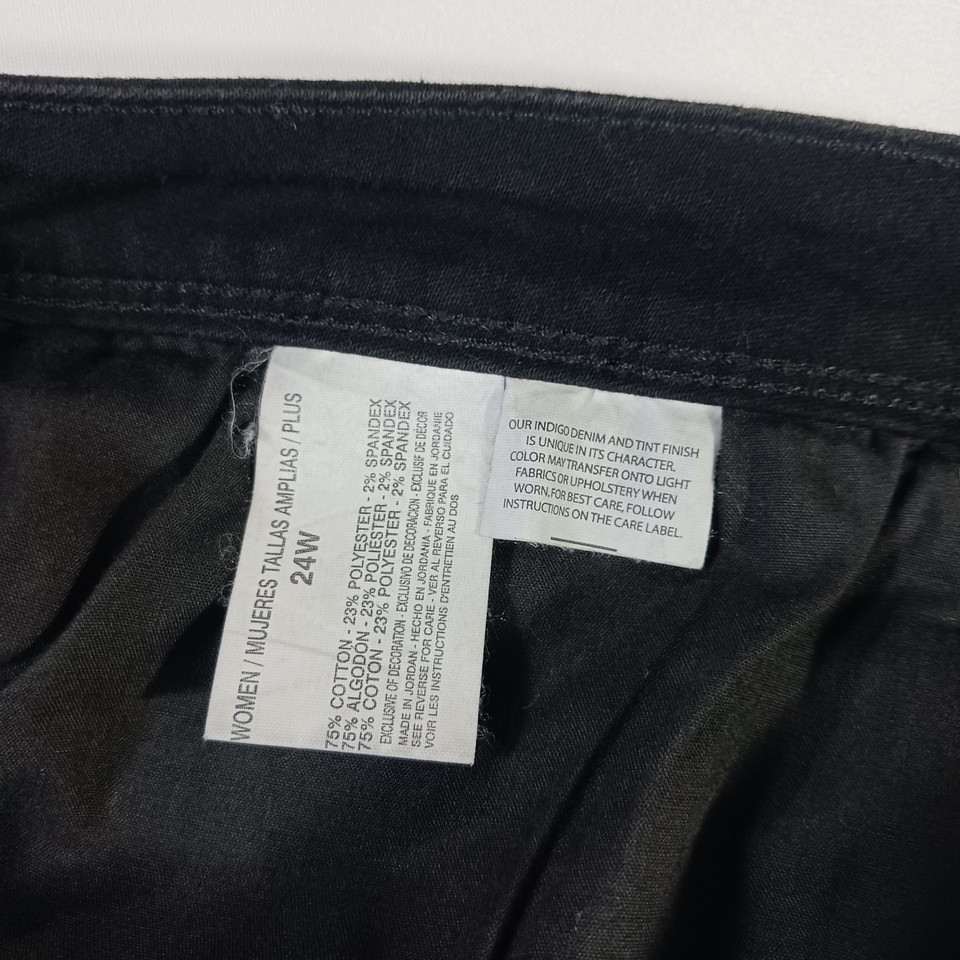 WOMEN / MUJERES TALLAS AMPLIAS / PLUS
24W
75% COTTON - 23% POLYESTER - 2% SPANDEX
75% ALGODÓN - 23% POLIÉSTER - 2% SPANDEX
75% COTON - 23% POLYESTER - 2% SPANDEX
EXCLUSIVE OF DECORATION - EXCLUSIVO DE DECORACION - EXCLUSIF DE DÉCOR
MADE IN JORDAN - HECHO EN JORDANIA - FABRIQUE EN JORDANIE
SEE REVERSE FOR CARE - VER AL REVERSO PARA EL CUIDADO
VOIR LES INSTRUCTIONS D'ENTRETIEN AU DOS
OUR INDIGO DENIM AND TINT FINISH
IS UNIQUE IN ITS CHARACTER.
COLOR MAY TRANSFER ONTO LIGHT
FABRICS OR UPHOLSTERY WHEN
WORN. FOR BEST CARE, FOLLOW
INSTRUCTIONS ON THE CARE LABEL.